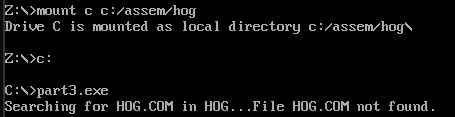 Z:\>mount c c:/assem/hog
Drive C is mounted as local directory c:/assem/hog\
Z:\>c:
C:\>part3.exe
Searching for HOG.COM in HOG...File HOG.COM not found.